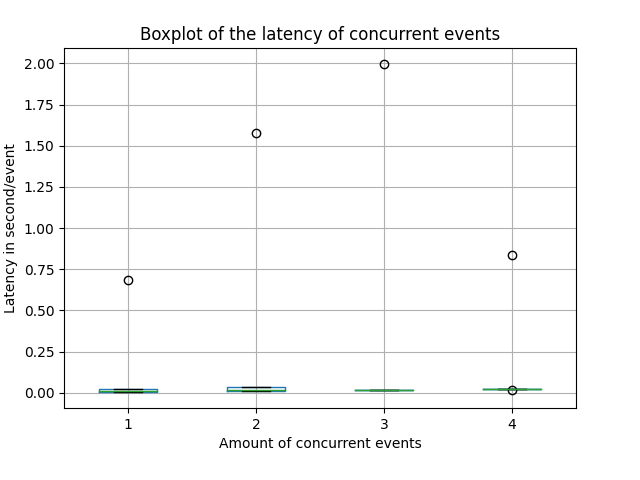 Boxplot of the latency of concurrent events
2.00
1.75
1.50
1.25
1.00
0.75
0.50
0.25
0.00
Latency in second/event
1 2 3 4
Amount of concurrent events